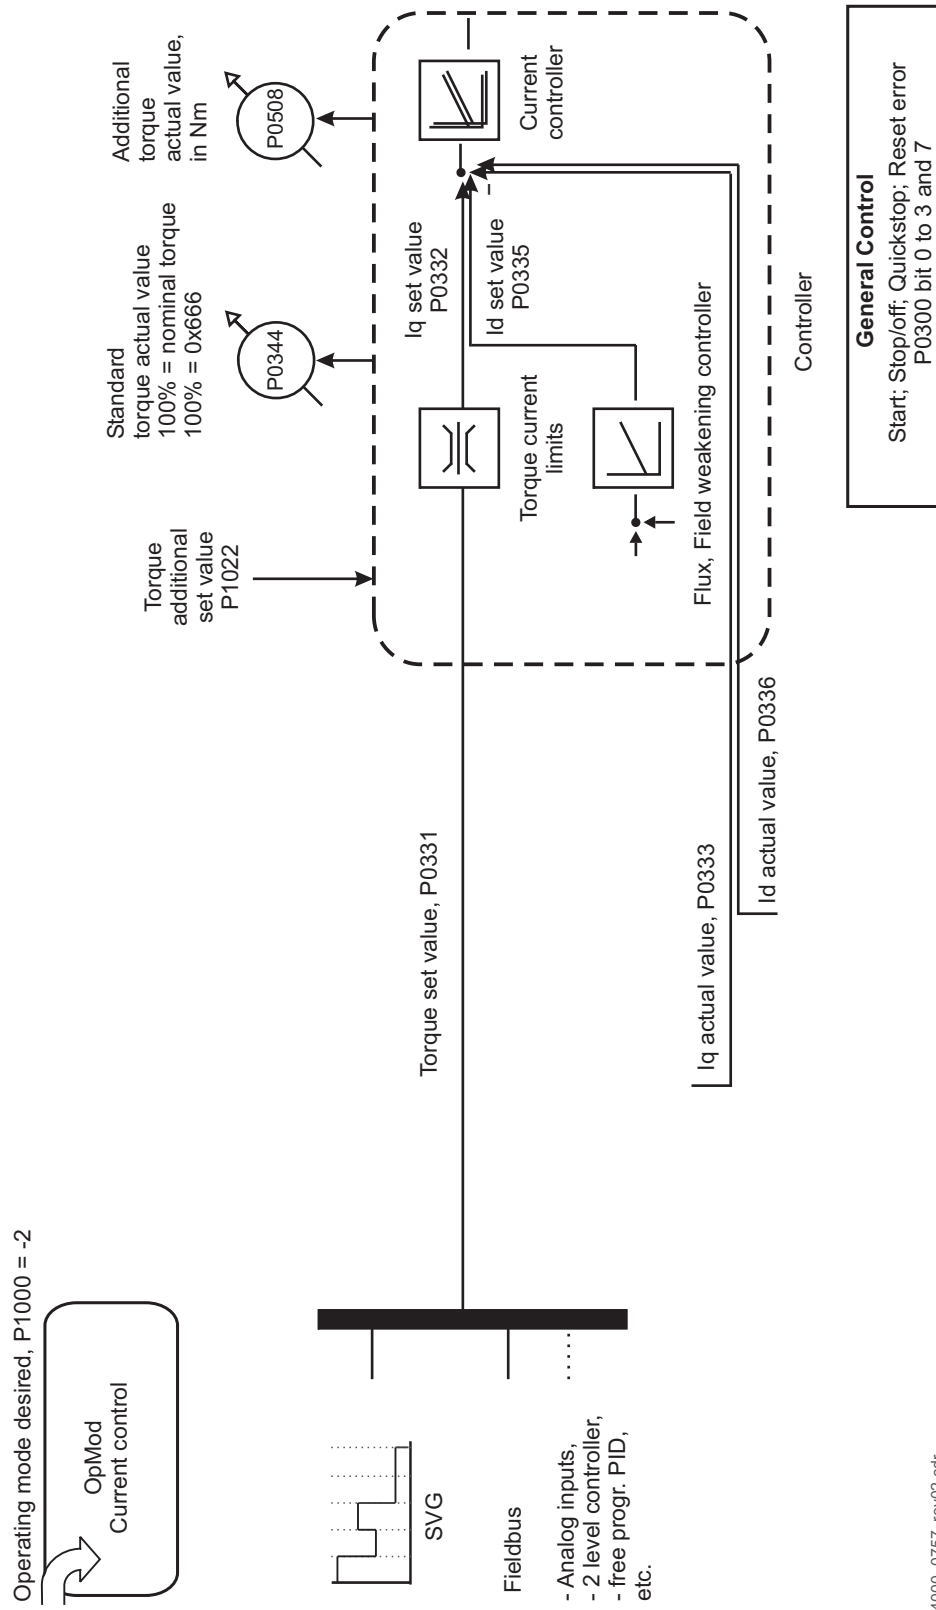 Operating mode desired, P1000 = -2
OpMod
Current control
SVG
Fieldbus
- Analog inputs,
- 2 level controller,
- free progr. PID,
etc.
Torque set value, P0331
Iq actual value, P0333
Id actual value, P0336
Torque
additional
set value
P1022
Standard
torque actual value
100% = nominal torque
100% = 0x666
P0344
Additional
torque
actual value,
in Nm
P0508
Torque current
limits
Iq set value
P0332
Id set value
P0335
–
Current
controller
Flux, Field weakening controller
Controller
General Control
Start; Stop/off; Quickstop; Reset error
P0300 bit 0 to 3 and 7